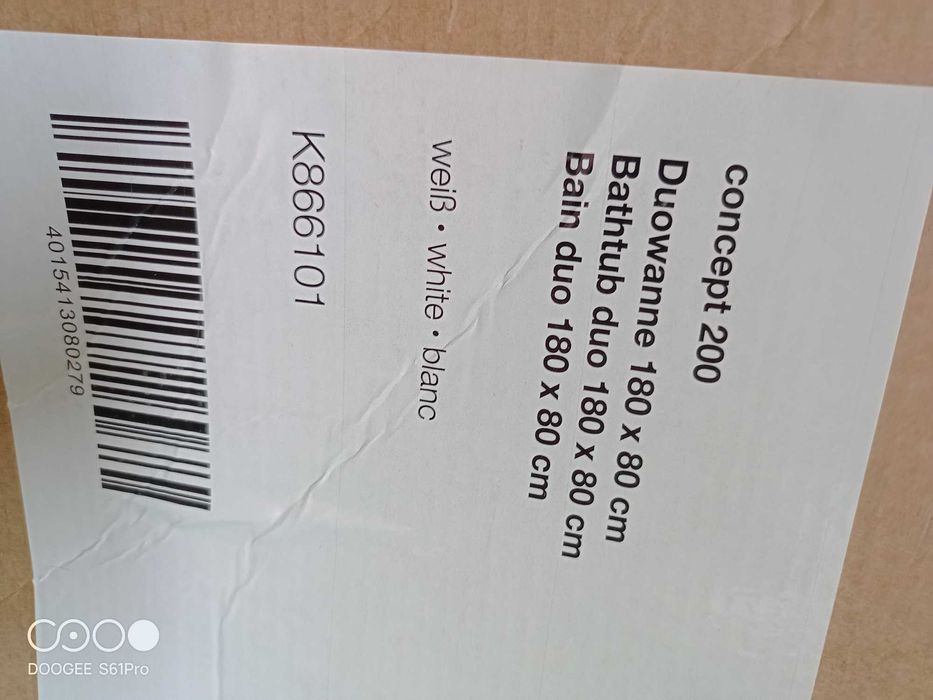 concept 200
Duowanne 180 x 80 cm
Bathtub duo 180 x 80 cm
Bain duo 180 x 80 cm
weiß · white · blanc
K866101
4015413080279
DOOGEE S61Pro